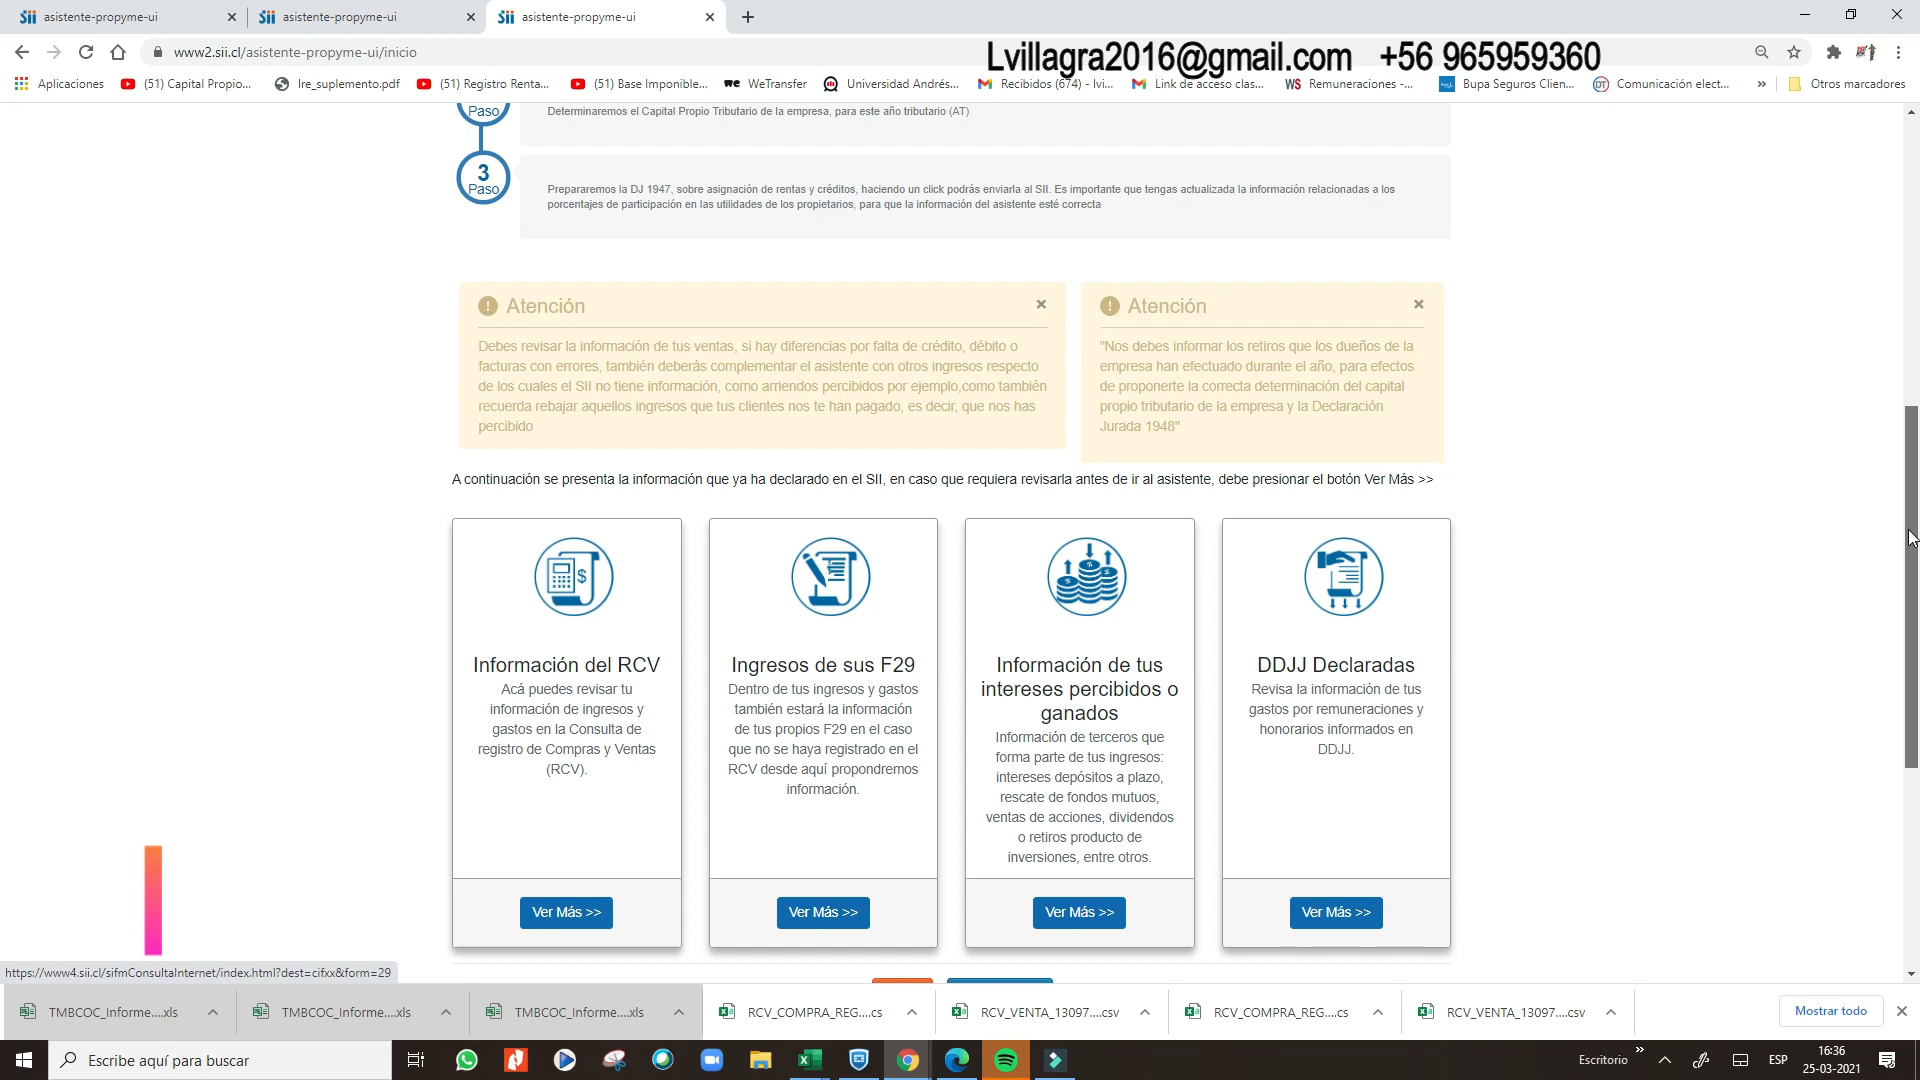 asistente-propyme-ui
asistente-propyme-ui
asistente-propyme-ui
www2.sii.cl/asistente-propyme-ui/inicio
Lvillagra2016@gmail.com +56 965959360
Aplicaciones
(51) Capital Propio...
Ire_suplemento.pdf
(51) Registro Renta...
(51) Base Imponible...
WeTransfer
Universidad Andrés...
Recibidos (674) - lvi...
Link de acceso clas...
Remuneraciones -...
Bupa Seguros Clien...
Comunicación elect...
»
Otros marcadores
Paso
Determinaremos el Capital Propio Tributario de la empresa, para este año tributario (AT)
3
Paso
Prepararemos la DJ 1947, sobre asignación de rentas y créditos, haciendo un click podrás enviarla al SII. Es importante que tengas actualizada la información relacionadas a los
porcentajes de participación en las utilidades de los propietarios, para que la información del asistente esté correcta
Atención
Debes revisar la información de tus ventas, si hay diferencias por falta de crédito, débito o
facturas con errores, también deberás complementar el asistente con otros ingresos respecto
de los cuales el SII no tiene información, como arriendos percibidos por ejemplo,como también
recuerda rebajar aquellos ingresos que tus clientes nos te han pagado, es decir, que nos has
percibido
Atención
"Nos debes informar los retiros que los dueños de la
empresa han efectuado durante el año, para efectos
de proponerte la correcta determinación del capital
propio tributario de la empresa y la Declaración
Jurada 1948"
A continuación se presenta la información que ya ha declarado en el SII, en caso que requiera revisarla antes de ir al asistente, debe presionar el botón Ver Más >>
Información del RCV
Acá puedes revisar tu
información de ingresos y
gastos en la Consulta de
registro de Compras y Ventas
(RCV).
Ver Más >>
Ingresos de sus F29
Dentro de tus ingresos y gastos
también estará la información
de tus propios F29 en el caso
que no se haya registrado en el
RCV desde aquí propondremos
información.
Ver Más >>
Información de tus
intereses percibidos o
ganados
Información de terceros que
forma parte de tus ingresos:
intereses depósitos a plazo,
rescate de fondos mutuos,
ventas de acciones, dividendos
o retiros producto de
inversiones, entre otros.
Ver Más >>
DDJJ Declaradas
Revisa la información de tus
gastos por remuneraciones y
honorarios informados en
DDJJ.
Ver Más >>
https://www4.sii.cl/sifmConsultaInternet/index.html?dest=cifxx&form=29
TMBCOC_Informe....xls
TMBCOC_Informe....xls
TMBCOC_Informe....xls
RCV_COMPRA_REG....cs
RCV_VENTA_13097....csv
RCV_COMPRA_REG....cs
RCV_VENTA_13097....csv
Mostrar todo
Escribe aquí para buscar
Escritorio
»
ESP
16:36
25-03-2021